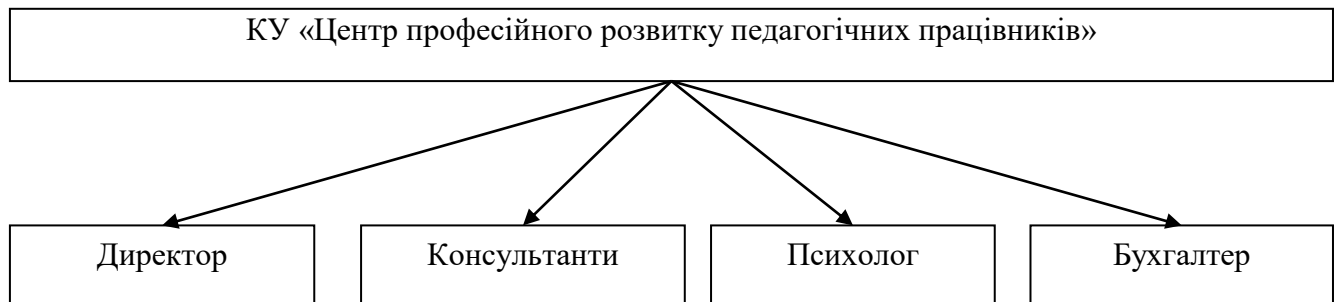 КУ «Центр професійного розвитку педагогічних працівників»
Директор
Консультанти
Психолог
Бухгалтер